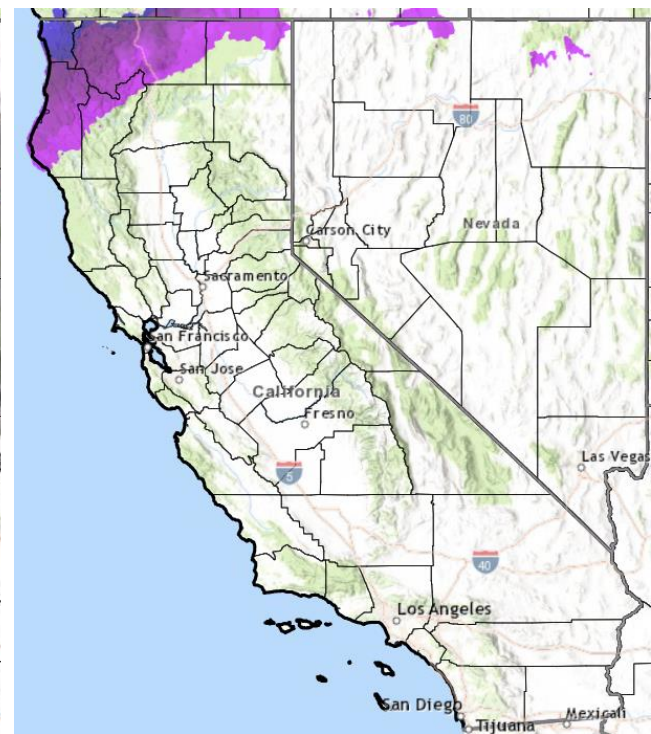 80
Nevada
Carson City
Sacramento
San Francisco
San Jose
California
Fresno
Las Vegas
5
40
Los Angeles
San Diego
Mexicali
Tijuana